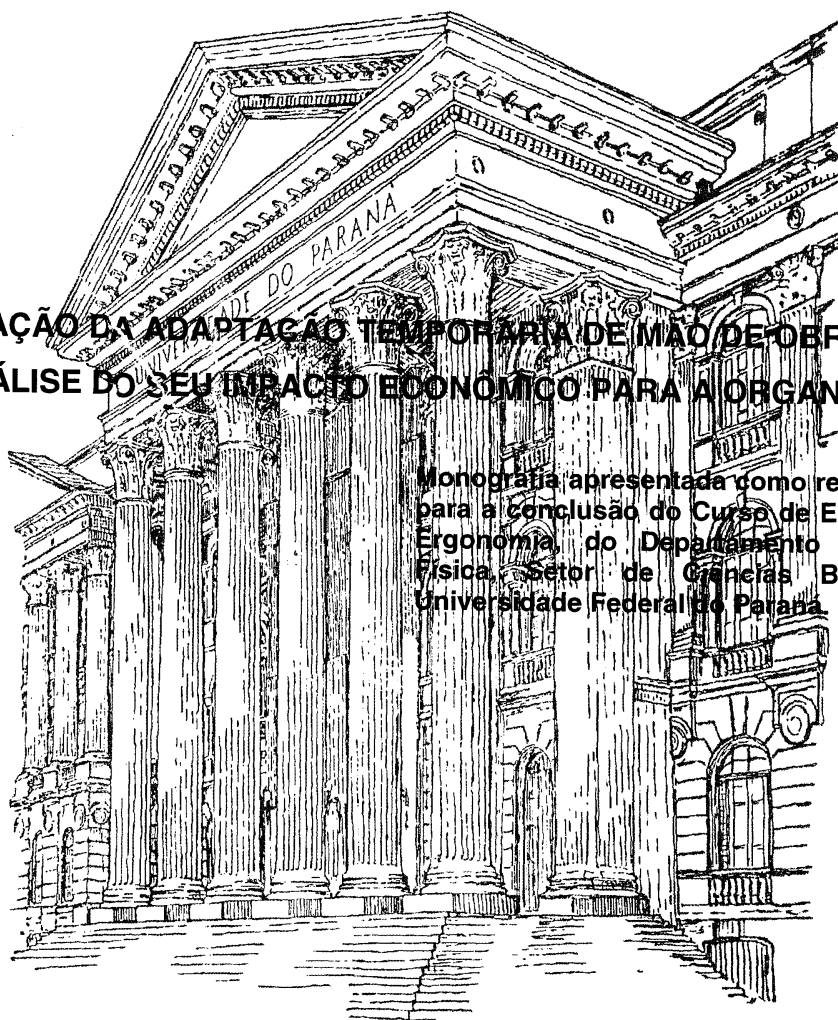 UNIVERSIDADE DO PARANÁ
AÇÃO DA ADAPTAÇÃO TEMPORÁRIA DE MÃO DE OBR
ÁLISE DO SEU IMPACTO ECONÔMICO PARA A ORGAN
Monografia apresentada como re
para a conclusão do Curso de E
Ergonomia, do Departamento
Física, Setor de Ciências B
Universidade Federal do Paraná.